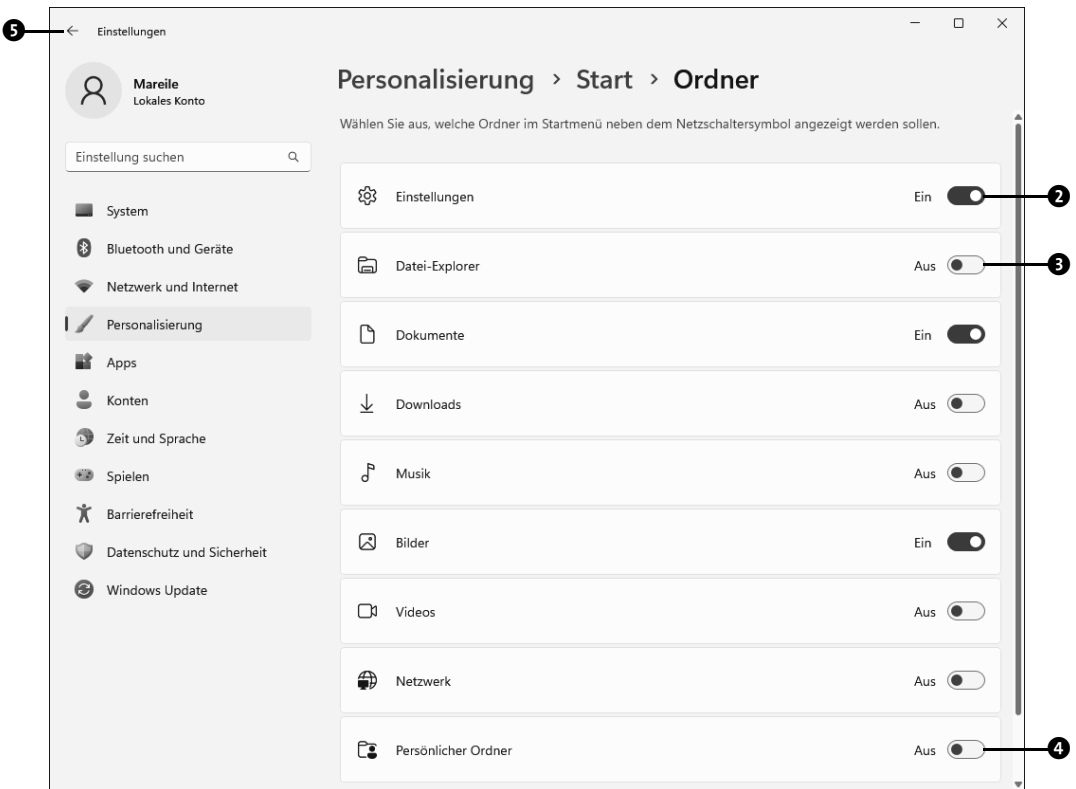 5
Einstellungen
Mareile
Lokales Konto
Einstellung suchen
System
Bluetooth und Geräte
Netzwerk und Internet
Personalisierung
Apps
Konten
Zeit und Sprache
Spielen
Barrierefreiheit
Datenschutz und Sicherheit
Windows Update
Personalisierung > Start > Ordner
Wählen Sie aus, welche Ordner im Startmenü neben dem Netzschaltersymbol angezeigt werden sollen.
Einstellungen Ein 2
Datei-Explorer Aus 3
Dokumente Ein
Downloads Aus
Musik Aus
Bilder Ein
Videos Aus
Netzwerk Aus
Persönlicher Ordner Aus 4